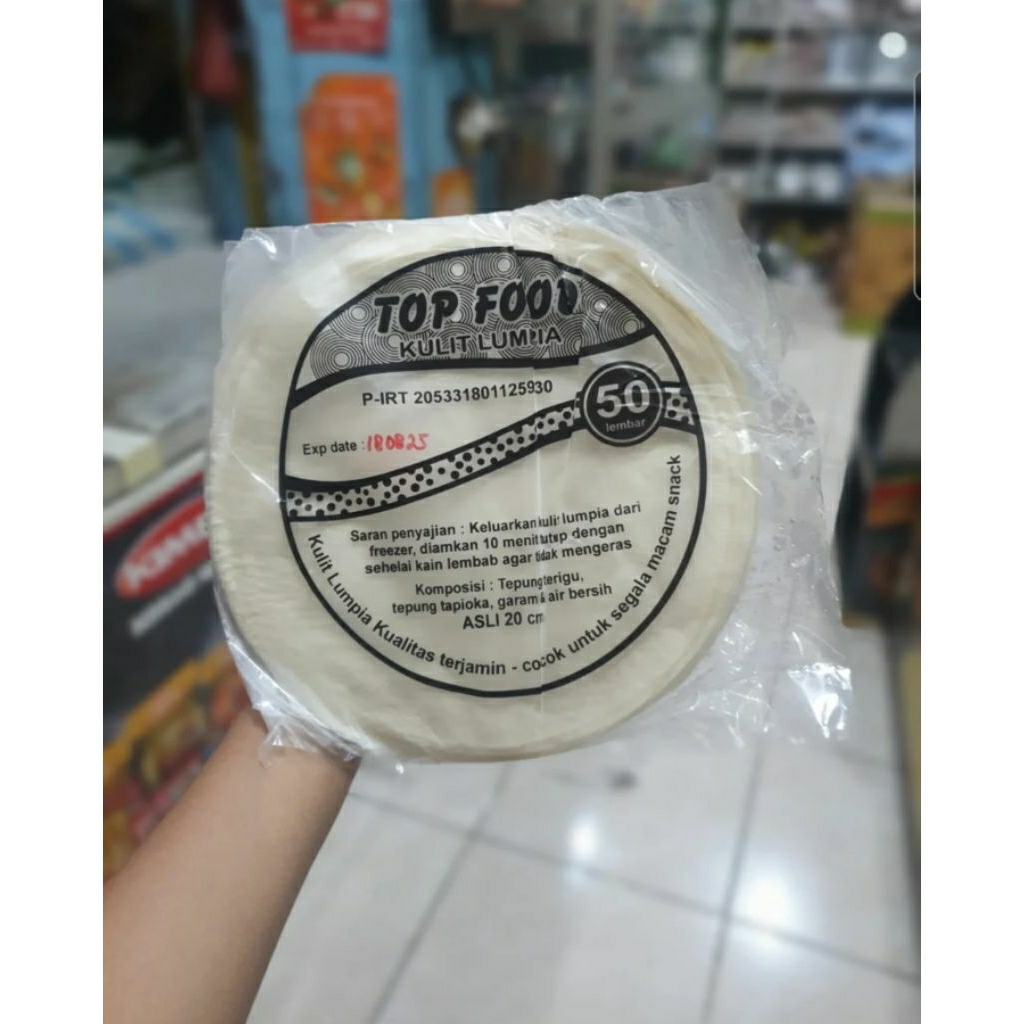 TOP FOOD
KULIT LUMPIA
P-IRT 205331801125930
50
lembar
Exp date : 180825
Saran penyajian : Keluarkan kulit lumpia dari
freezer, diamkan 10 menit tutup dengan
sehelai kain lembab agar tidak mengeras
Komposisi : Tepung terigu,
tepung tapioka, garam & air bersih
ASLI 20 cm
Kulit Lumpia Kualitas terjamin - cocok untuk segala macam snack